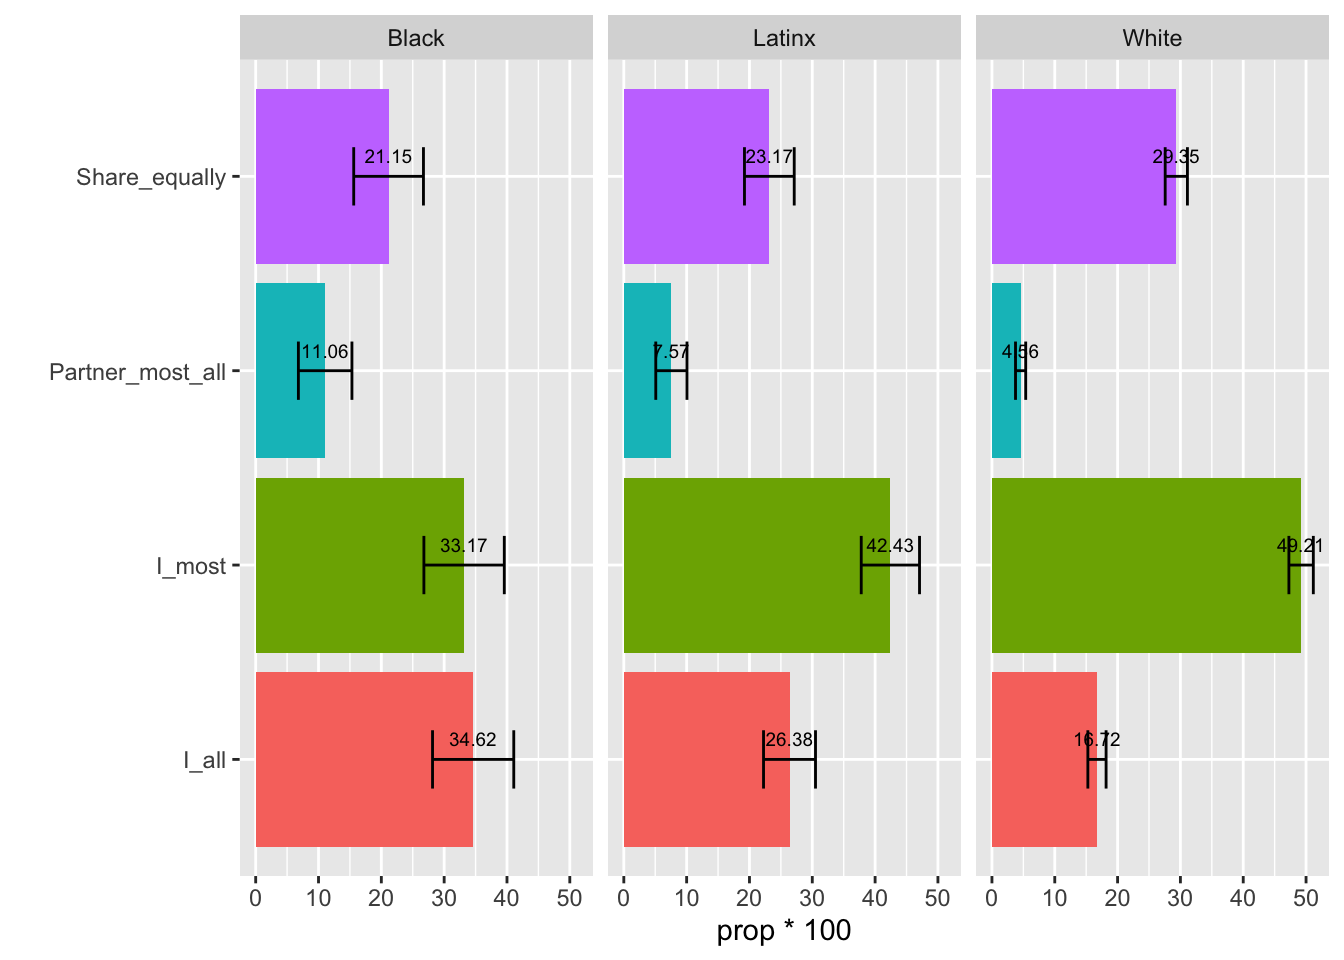 Black Latinx White
Share_equally 21.15 23.17 29.35
Partner_most_all 11.06 7.57 4.56
I_most 33.17 42.43 49.21
I_all 34.62 26.38 16.72
0 10 20 30 40 50 0 10 20 30 40 50 0 10 20 30 40 50
prop * 100